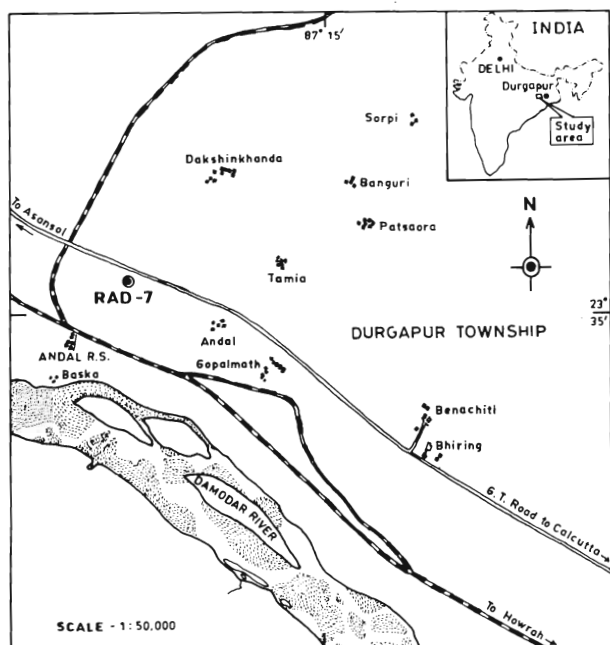 87° 15'
INDIA
DELHI
Durgapur
Study
area
Sorpi
Dakshinkhanda
Banguri
To Asansol
Patsaora
N
Tamia
RAD-7
23°
35'
DURGAPUR TOWNSHIP
Andal
ANDAL R.S.
Gopalmath
Baska
Benachiti
Bhiring
DAMODAR RIVER
G.T. Road to Calcutta
To Howrah
SCALE - 1:50,000